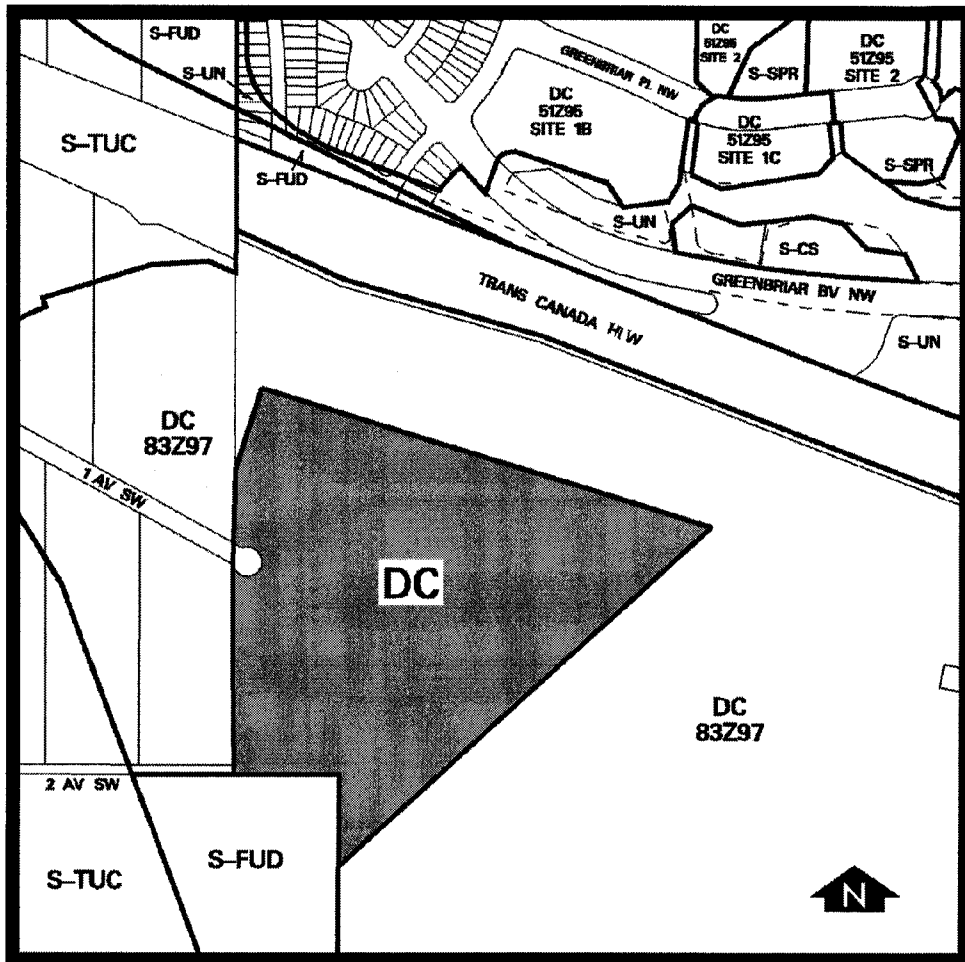 S-FUD
S-UN
S-TUC
S-FUD
GREENBRIAR PL NW
DC
51Z95
SITE 2
S-SPR
DC
51Z95
SITE 2
DC
51Z95
SITE 1B
DC
51Z95
SITE 1C
S-SPR
S-UN
S-CS
GREENBRIAR BV NW
TRANS CANADA HI W
S-UN
DC
83Z97
1 AV SW
DC
DC
83Z97
2 AV SW
S-TUC
S-FUD
N